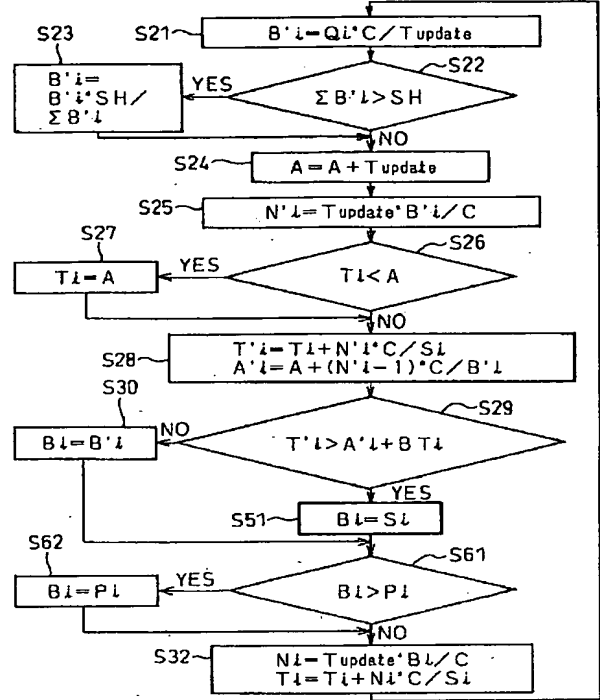 S21
B'i=Qi*C/Tupdate
S23
S22
B'i=
B'i*SH/
ΣB'i
YES
ΣB'i>SH
NO
S24
A=A+Tupdate
S25
N'i=Tupdate*B'i/C
S27
S26
Ti=A
YES
Ti<A
NO
S28
T'i=Ti+N'i*C/Si
A'i=A+(N'i-1)*C/B'i
S30
S29
Bi=B'i
NO
T'i>A'i+BTi
YES
S51
Bi=Si
S62
S61
Bi=Pi
YES
Bi>Pi
NO
S32
Ni=Tupdate*Bi/C
Ti=Ti+Ni*C/Si